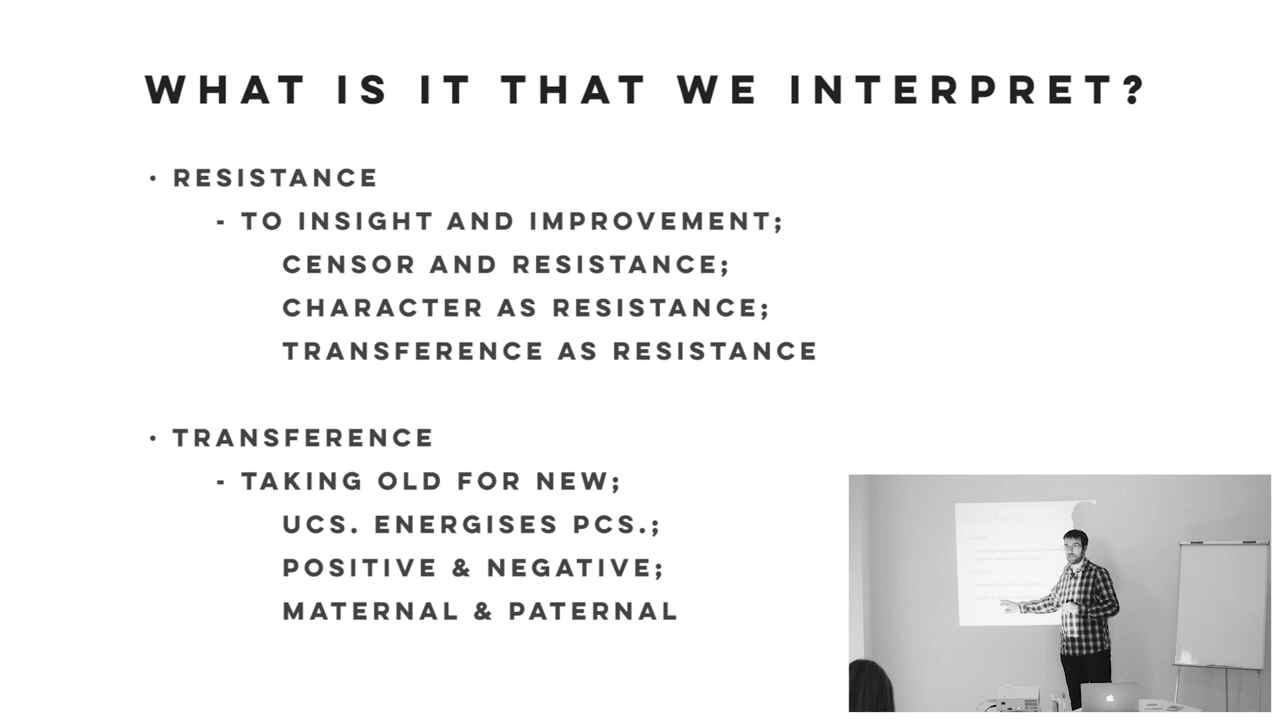 WHAT IS IT THAT WE INTERPRET?
• RESISTANCE
- TO INSIGHT AND IMPROVEMENT;
CENSOR AND RESISTANCE;
CHARACTER AS RESISTANCE;
TRANSFERENCE AS RESISTANCE
• TRANSFERENCE
- TAKING OLD FOR NEW;
UCS. ENERGISES PCS.;
POSITIVE & NEGATIVE;
MATERNAL & PATERNAL